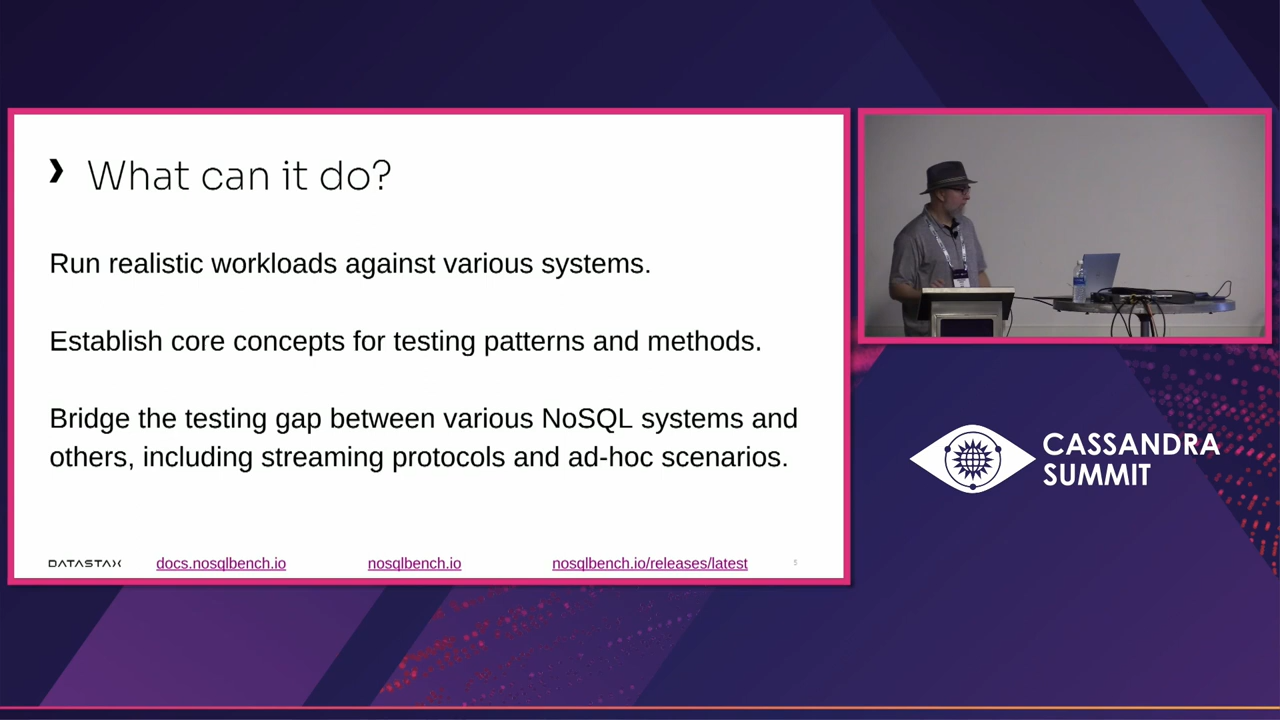 ❯ What can it do?
Run realistic workloads against various systems.
Establish core concepts for testing patterns and methods.
Bridge the testing gap between various NoSQL systems and
others, including streaming protocols and ad-hoc scenarios.
DATASTAX docs.nosqlbench.io nosqlbench.io nosqlbench.io/releases/latest 5
CASSANDRA
SUMMIT